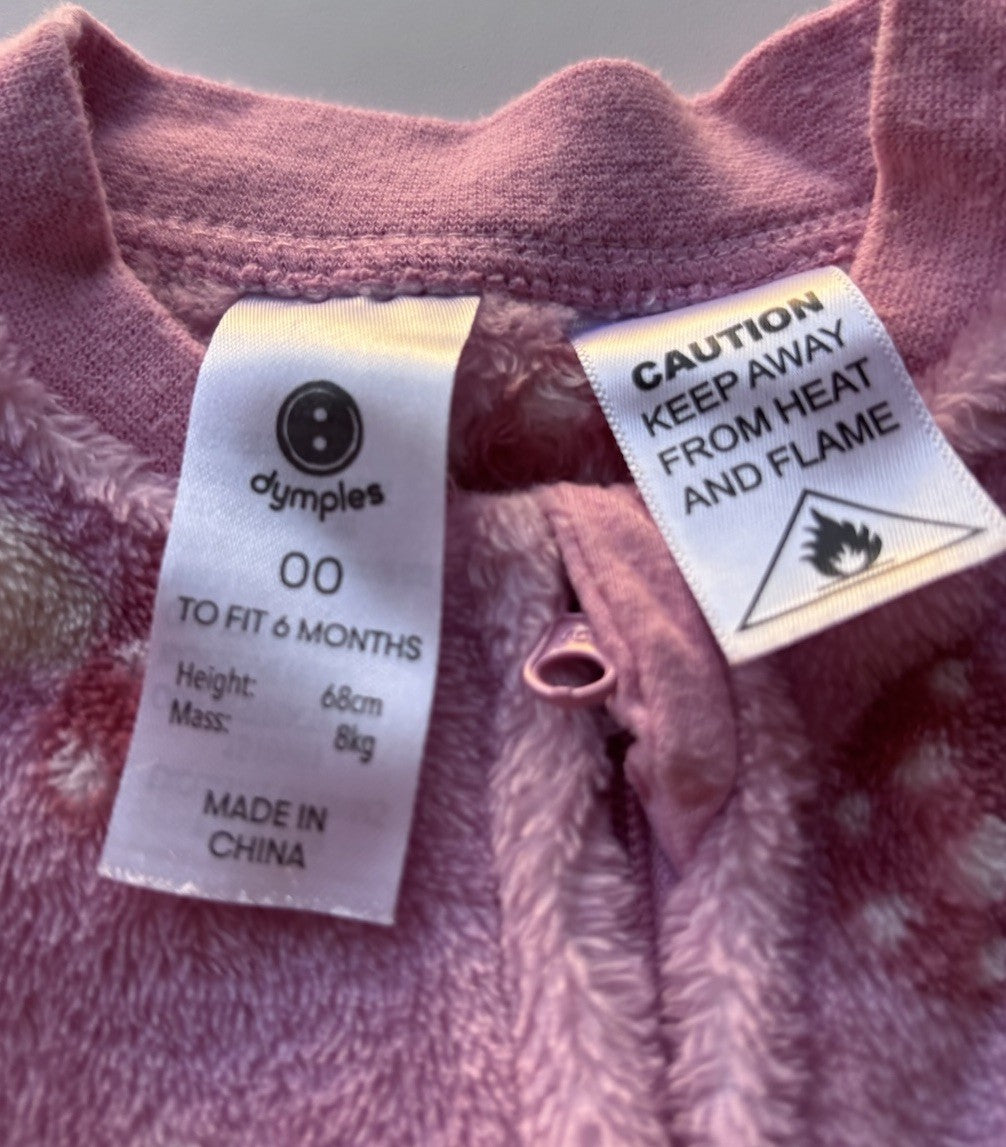 dymples
00
TO FIT 6 MONTHS
Height: 68cm
Mass: 8kg
MADE IN
CHINA
CAUTION
KEEP AWAY
FROM HEAT
AND FLAME